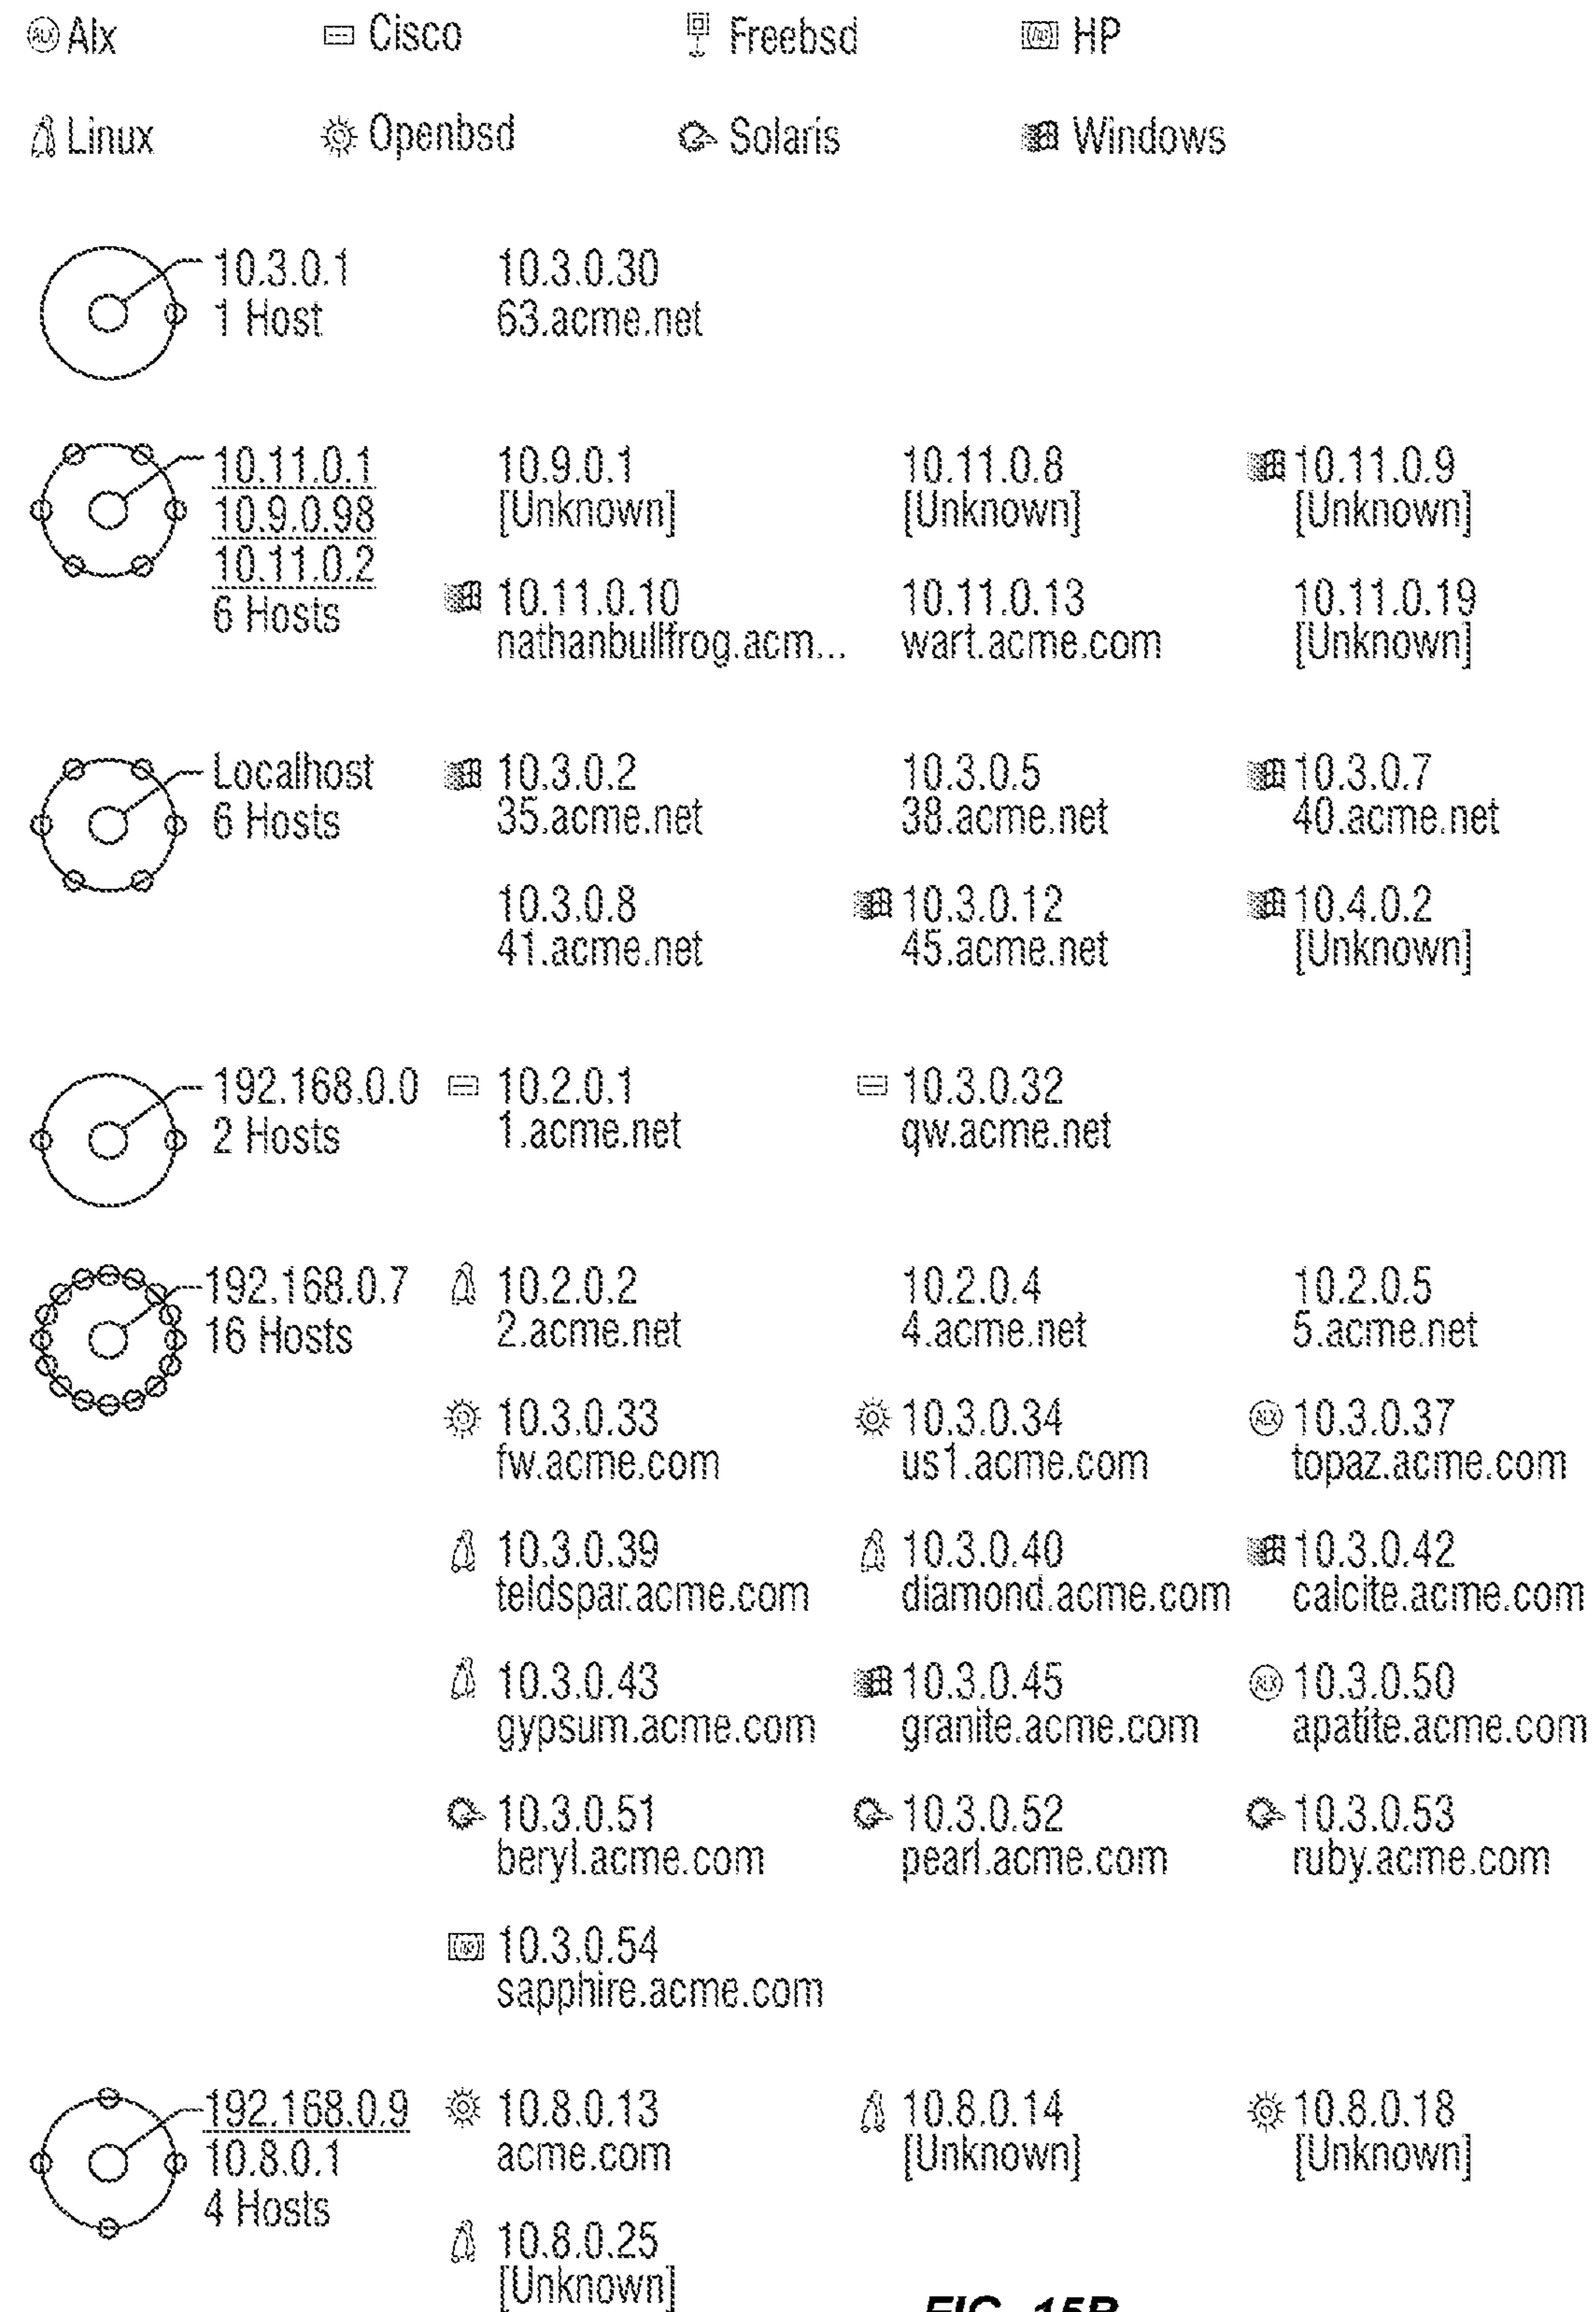 Alx Cisco Freebsd HP
Linux Openbsd Solaris Windows
10.3.0.1 10.3.0.30
1 Host 63.acme.net
10.11.0.1 10.9.0.1 10.11.0.8 10.11.0.9
10.9.0.98 [Unknown] [Unknown] [Unknown]
10.11.0.2 10.11.0.10 10.11.0.13 10.11.0.19
6 Hosts nathanbullfrog.acm... wart.acme.com [Unknown]
Localhost 10.3.0.2 10.3.0.5 10.3.0.7
6 Hosts 35.acme.net 38.acme.net 40.acme.net
10.3.0.8 10.3.0.12 10.4.0.2
41.acme.net 45.acme.net [Unknown]
192.168.0.0 10.2.0.1 10.3.0.32
2 Hosts 1.acme.net qw.acme.net
192.168.0.7 10.2.0.2 10.2.0.4 10.2.0.5
16 Hosts 2.acme.net 4.acme.net 5.acme.net
10.3.0.33 10.3.0.34 ALX 10.3.0.37
fw.acme.com us1.acme.com topaz.acme.com
10.3.0.39 10.3.0.40 10.3.0.42
teldspar.acme.com diamond.acme.com calcite.acme.com
10.3.0.43 10.3.0.45 ALX 10.3.0.50
gypsum.acme.com granite.acme.com apatite.acme.com
10.3.0.51 10.3.0.52 10.3.0.53
beryl.acme.com pearl.acme.com ruby.acme.com
10.3.0.54
sapphire.acme.com
192.168.0.9 10.8.0.13 10.8.0.14 10.8.0.18
10.8.0.1 acme.com [Unknown] [Unknown]
4 Hosts 10.8.0.25
[Unknown]
FIG. 15B